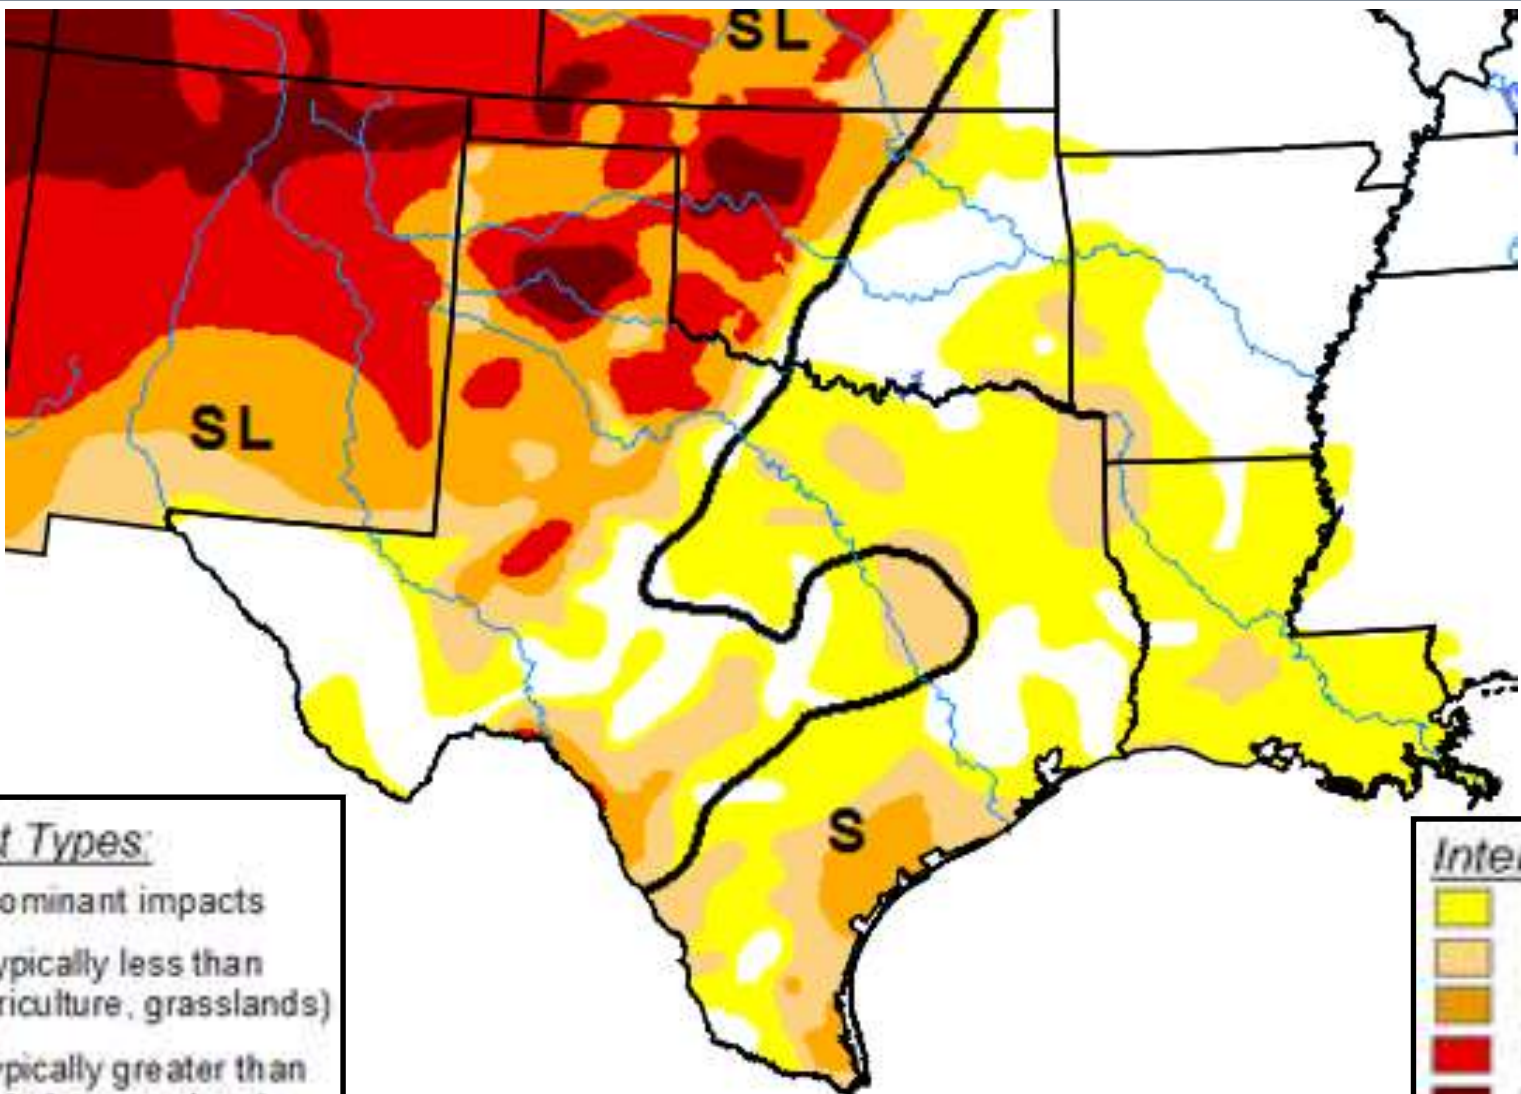 SL
SL
S
t Types:
ominant impacts
ypically less than
riculture, grasslands)
ypically greater than
Inte